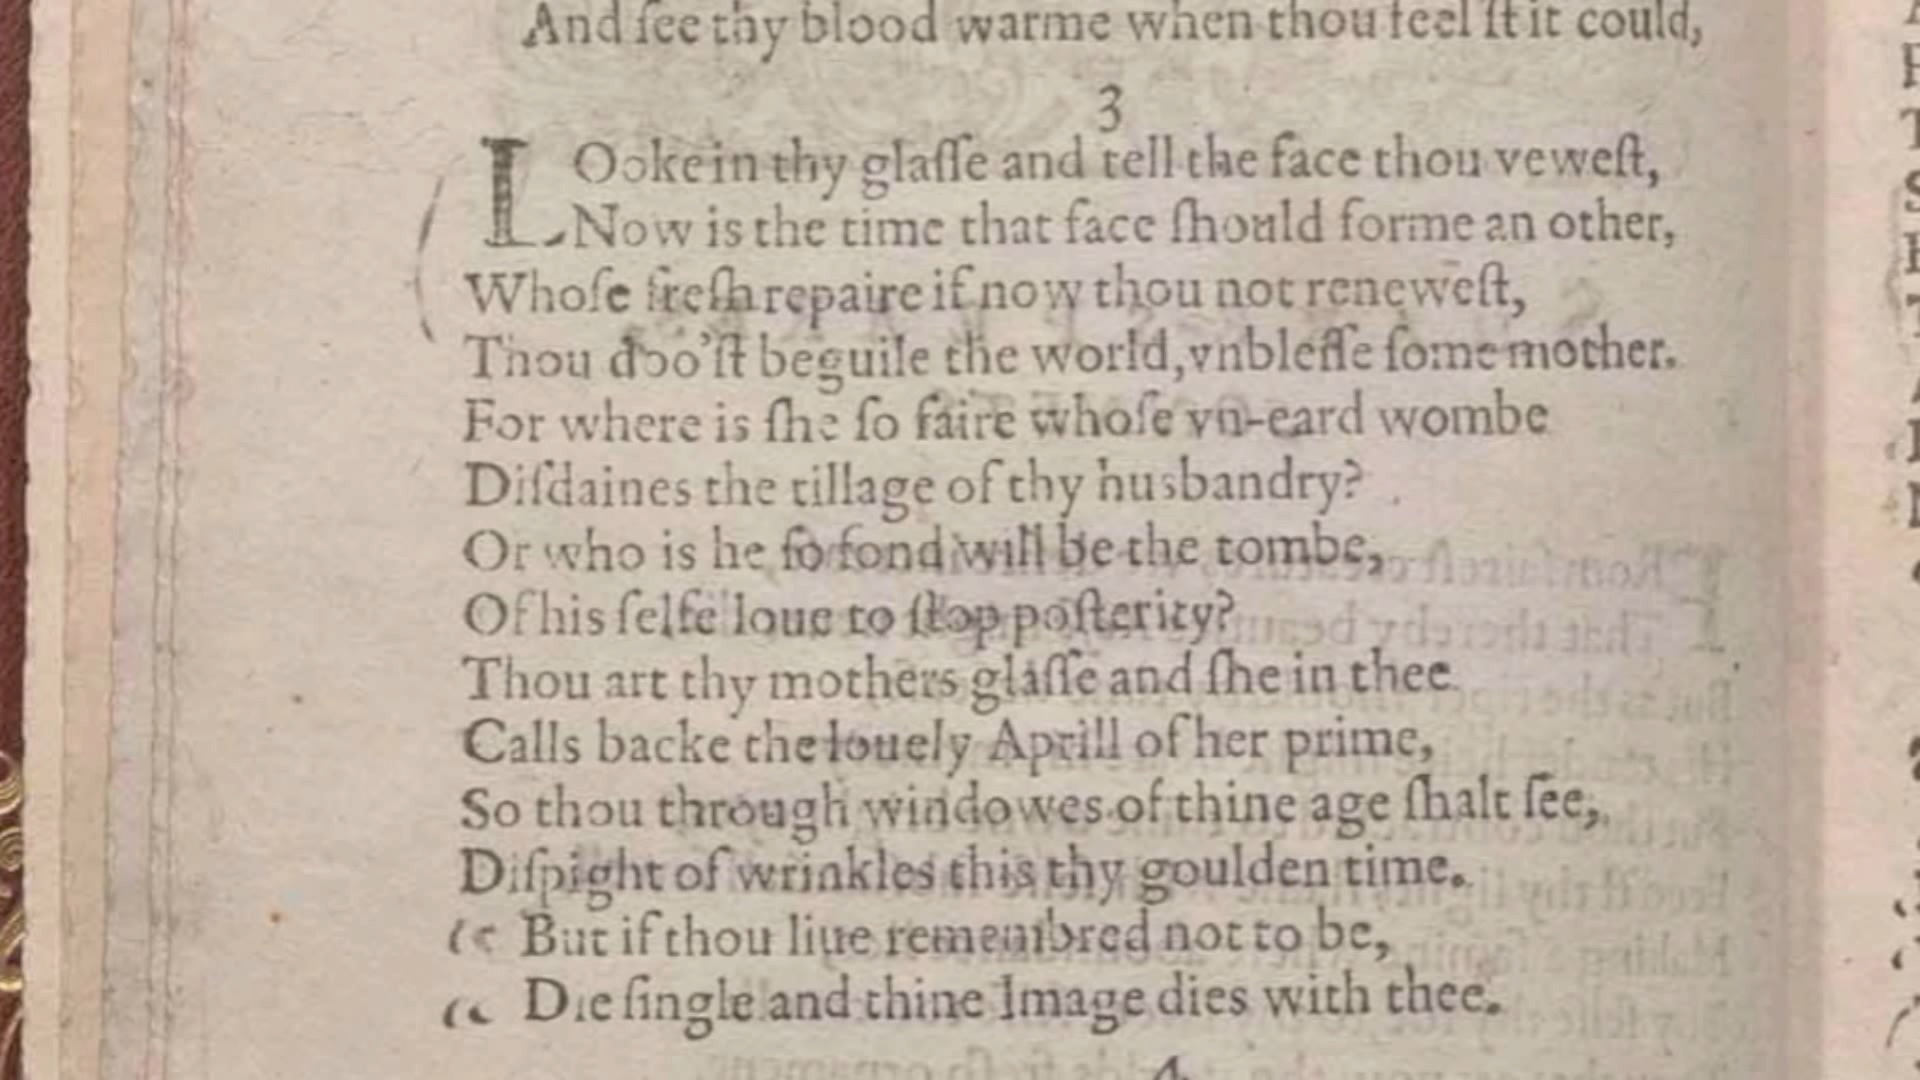 And ſee thy blood warme when thou feel'ſt it could,
3
LOoke in thy glaſſe and tell the face thou veweſt,
Now is the time that face ſhould forme an other,
Whoſe freſh repaire if now thou not reneweſt,
Thou doo'ſt beguile the world, vnbleſſe ſome mother.
For where is ſhe ſo faire whoſe vn-eard wombe
Diſdaines the tillage of thy husbandry?
Or who is he ſo fond will be the tombe,
Of his ſelfe loue to ſtop poſterity?
Thou art thy mothers glaſſe and ſhe in thee
Calls backe the louely Aprill of her prime,
So thou through windowes of thine age ſhalt ſee,
Diſpight of wrinkles this thy goulden time.
But if thou liue remembred not to be,
Die ſingle and thine Image dies with thee.
4